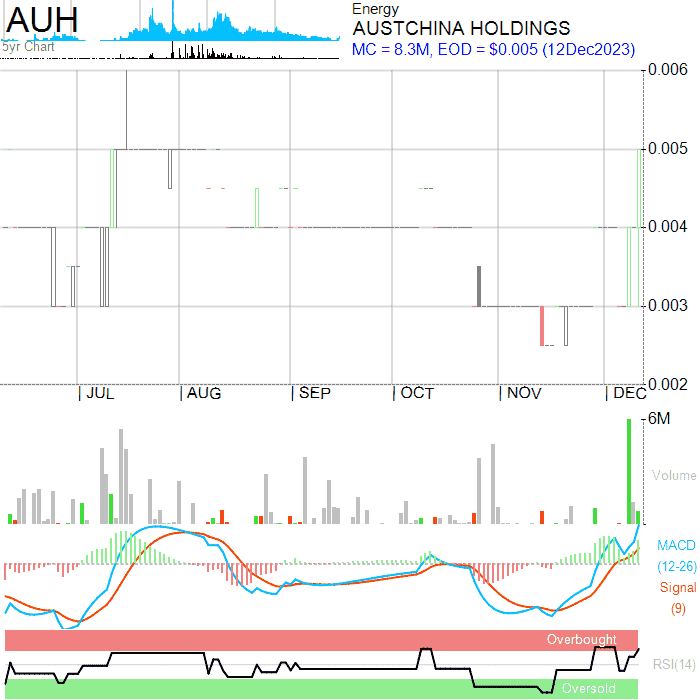 AUH
5yr Chart
Energy
AUSTCHINA HOLDINGS
MC = 8.3M, EOD = $0.005 (12Dec2023)
0.006
0.005
0.004
0.003
0.002
JUL AUG SEP OCT NOV DEC
6M
Volume
MACD
(12-26)
Signal
(9)
Overbought
RSI(14)
Oversold